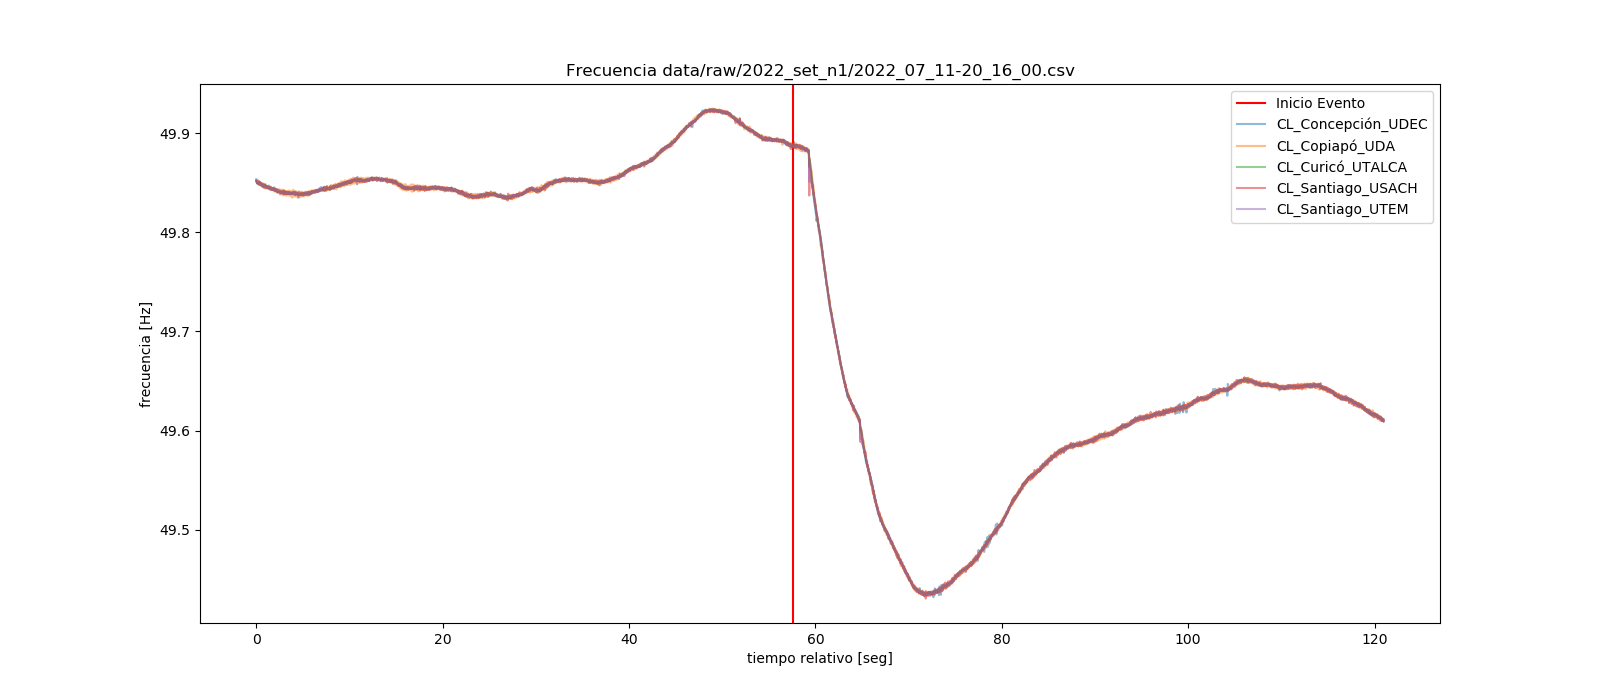 Frecuencia data/raw/2022_set_n1/2022_07_11-20_16_00.csv
Inicio Evento
CL_Concepción_UDEC
CL_Copiapó_UDA
CL_Curicó_UTALCA
CL_Santiago_USACH
CL_Santiago_UTEM
frecuencia [Hz]
49.9
49.8
49.7
49.6
49.5
0 20 40 60 80 100 120
tiempo relativo [seg]